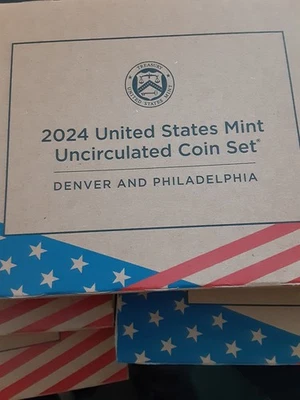 TREASURY
UNITED STATES MINT
2024 United States Mint
Uncirculated Coin Set®
DENVER AND PHILADELPHIA